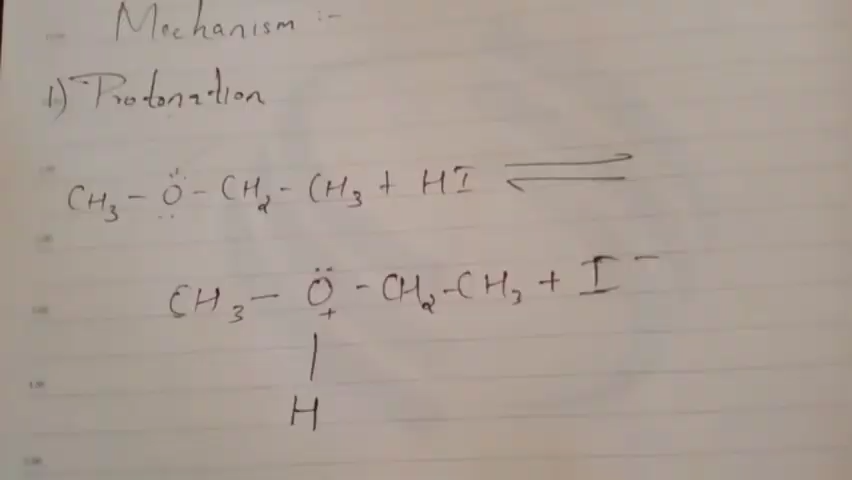 Mechanism :-
1) Protonation
CH₃ - Ö - CH₂ - CH₃ + HI ⇌
CH₃ - Ö⁺ - CH₂ - CH₃ + I⁻
|
H